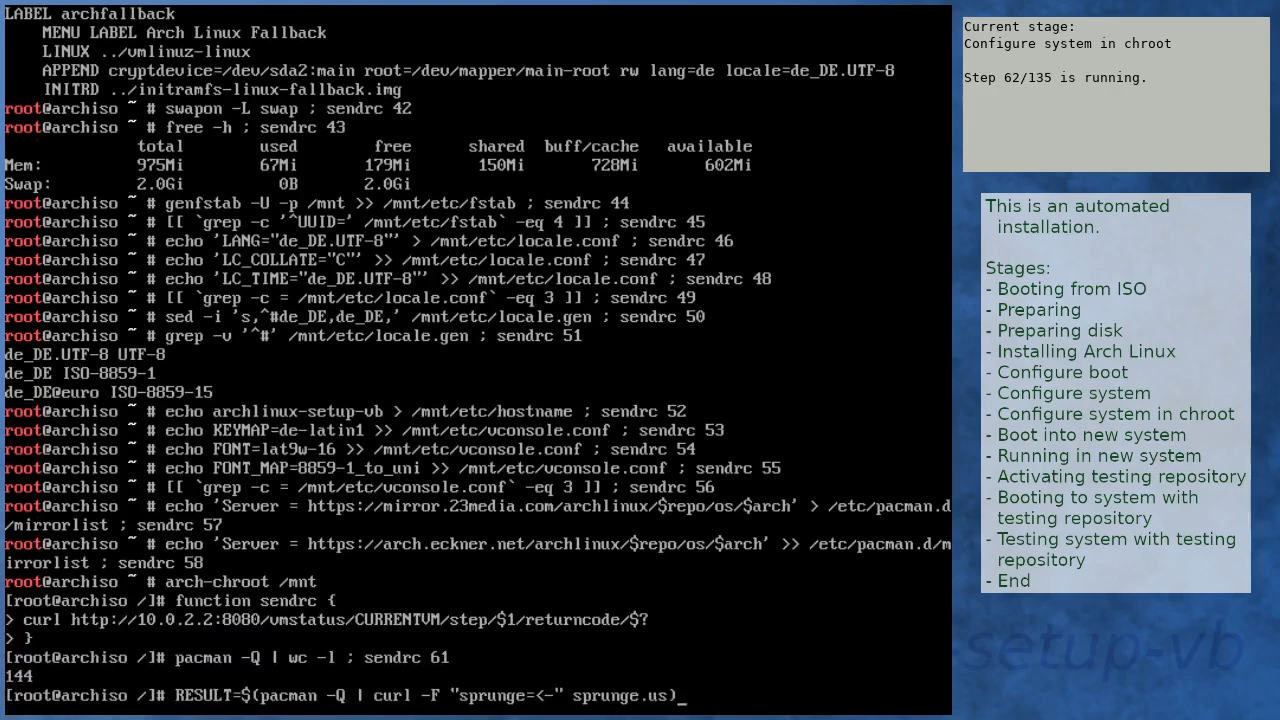 LABEL archfallback
    MENU LABEL Arch Linux Fallback
    LINUX ../vmlinuz-linux
    APPEND cryptdevice=/dev/sda2:main root=/dev/mapper/main-root rw lang=de locale=de_DE.UTF-8
    INITRD ../initramfs-linux-fallback.img
root@archiso ~ # swapon -L swap ; sendrc 42
root@archiso ~ # free -h ; sendrc 43
              total        used        free      shared  buff/cache   available
Mem:          975Mi        67Mi       179Mi       150Mi       728Mi       602Mi
Swap:         2.0Gi          0B       2.0Gi
root@archiso ~ # genfstab -U -p /mnt >> /mnt/etc/fstab ; sendrc 44
root@archiso ~ # [[ `grep -c '^UUID=' /mnt/etc/fstab` -eq 4 ]] ; sendrc 45
root@archiso ~ # echo 'LANG="de_DE.UTF-8"' > /mnt/etc/locale.conf ; sendrc 46
root@archiso ~ # echo 'LC_COLLATE="C"' >> /mnt/etc/locale.conf ; sendrc 47
root@archiso ~ # echo 'LC_TIME="de_DE.UTF-8"' >> /mnt/etc/locale.conf ; sendrc 48
root@archiso ~ # [[ `grep -c = /mnt/etc/locale.conf` -eq 3 ]] ; sendrc 49
root@archiso ~ # sed -i 's,^#de_DE,de_DE,' /mnt/etc/locale.gen ; sendrc 50
root@archiso ~ # grep -v '^#' /mnt/etc/locale.gen ; sendrc 51
de_DE.UTF-8 UTF-8
de_DE ISO-8859-1
de_DE@euro ISO-8859-15
root@archiso ~ # echo archlinux-setup-vb > /mnt/etc/hostname ; sendrc 52
root@archiso ~ # echo KEYMAP=de-latin1 >> /mnt/etc/vconsole.conf ; sendrc 53
root@archiso ~ # echo FONT=lat9w-16 >> /mnt/etc/vconsole.conf ; sendrc 54
root@archiso ~ # echo FONT_MAP=8859-1_to_uni >> /mnt/etc/vconsole.conf ; sendrc 55
root@archiso ~ # [[ `grep -c = /mnt/etc/vconsole.conf` -eq 3 ]] ; sendrc 56
root@archiso ~ # echo 'Server = https://mirror.23media.com/archlinux/$repo/os/$arch' > /etc/pacman.d
/mirrorlist ; sendrc 57
root@archiso ~ # echo 'Server = https://arch.eckner.net/archlinux/$repo/os/$arch' >> /etc/pacman.d/m
irrorlist ; sendrc 58
root@archiso ~ # arch-chroot /mnt
[root@archiso /]# function sendrc {
> curl http://10.0.2.2:8080/vmstatus/CURRENTVM/step/$1/returncode/$?
> }
[root@archiso /]# pacman -Q | wc -l ; sendrc 61
144
[root@archiso /]# RESULT=$(pacman -Q | curl -F "sprunge=<-" sprunge.us)_
Current stage:
Configure system in chroot
Step 62/135 is running.
This is an automated
installation.
Stages:
- Booting from ISO
- Preparing
- Preparing disk
- Installing Arch Linux
- Configure boot
- Configure system
- Configure system in chroot
- Boot into new system
- Running in new system
- Activating testing repository
- Booting to system with
testing repository
- Testing system with testing
repository
- End
setup-vb